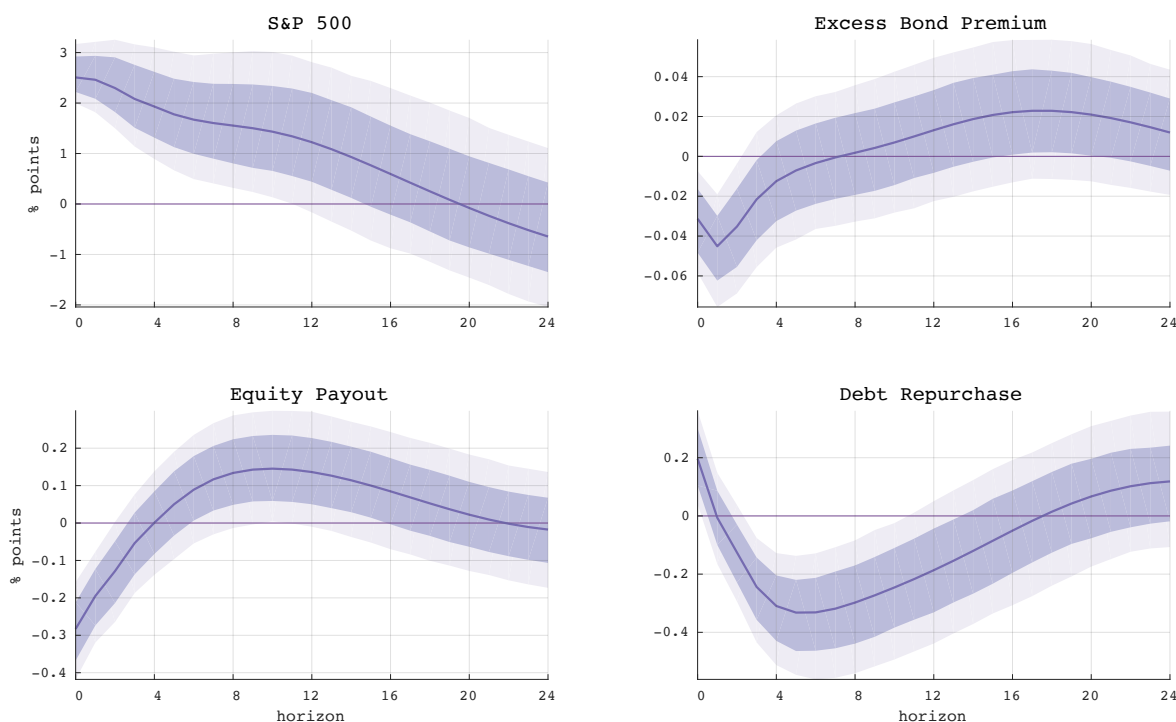 S&P 500
Excess Bond Premium
3
2
1
0
-1
-2
% points
0 4 8 12 16 20 24
0.04
0.02
0
-0.02
-0.04
-0.06
0 4 8 12 16 20 24
Equity Payout
Debt Repurchase
0.2
0.1
0
-0.1
-0.2
-0.3
-0.4
% points
0 4 8 12 16 20 24
horizon
0.2
0
-0.2
-0.4
0 4 8 12 16 20 24
horizon